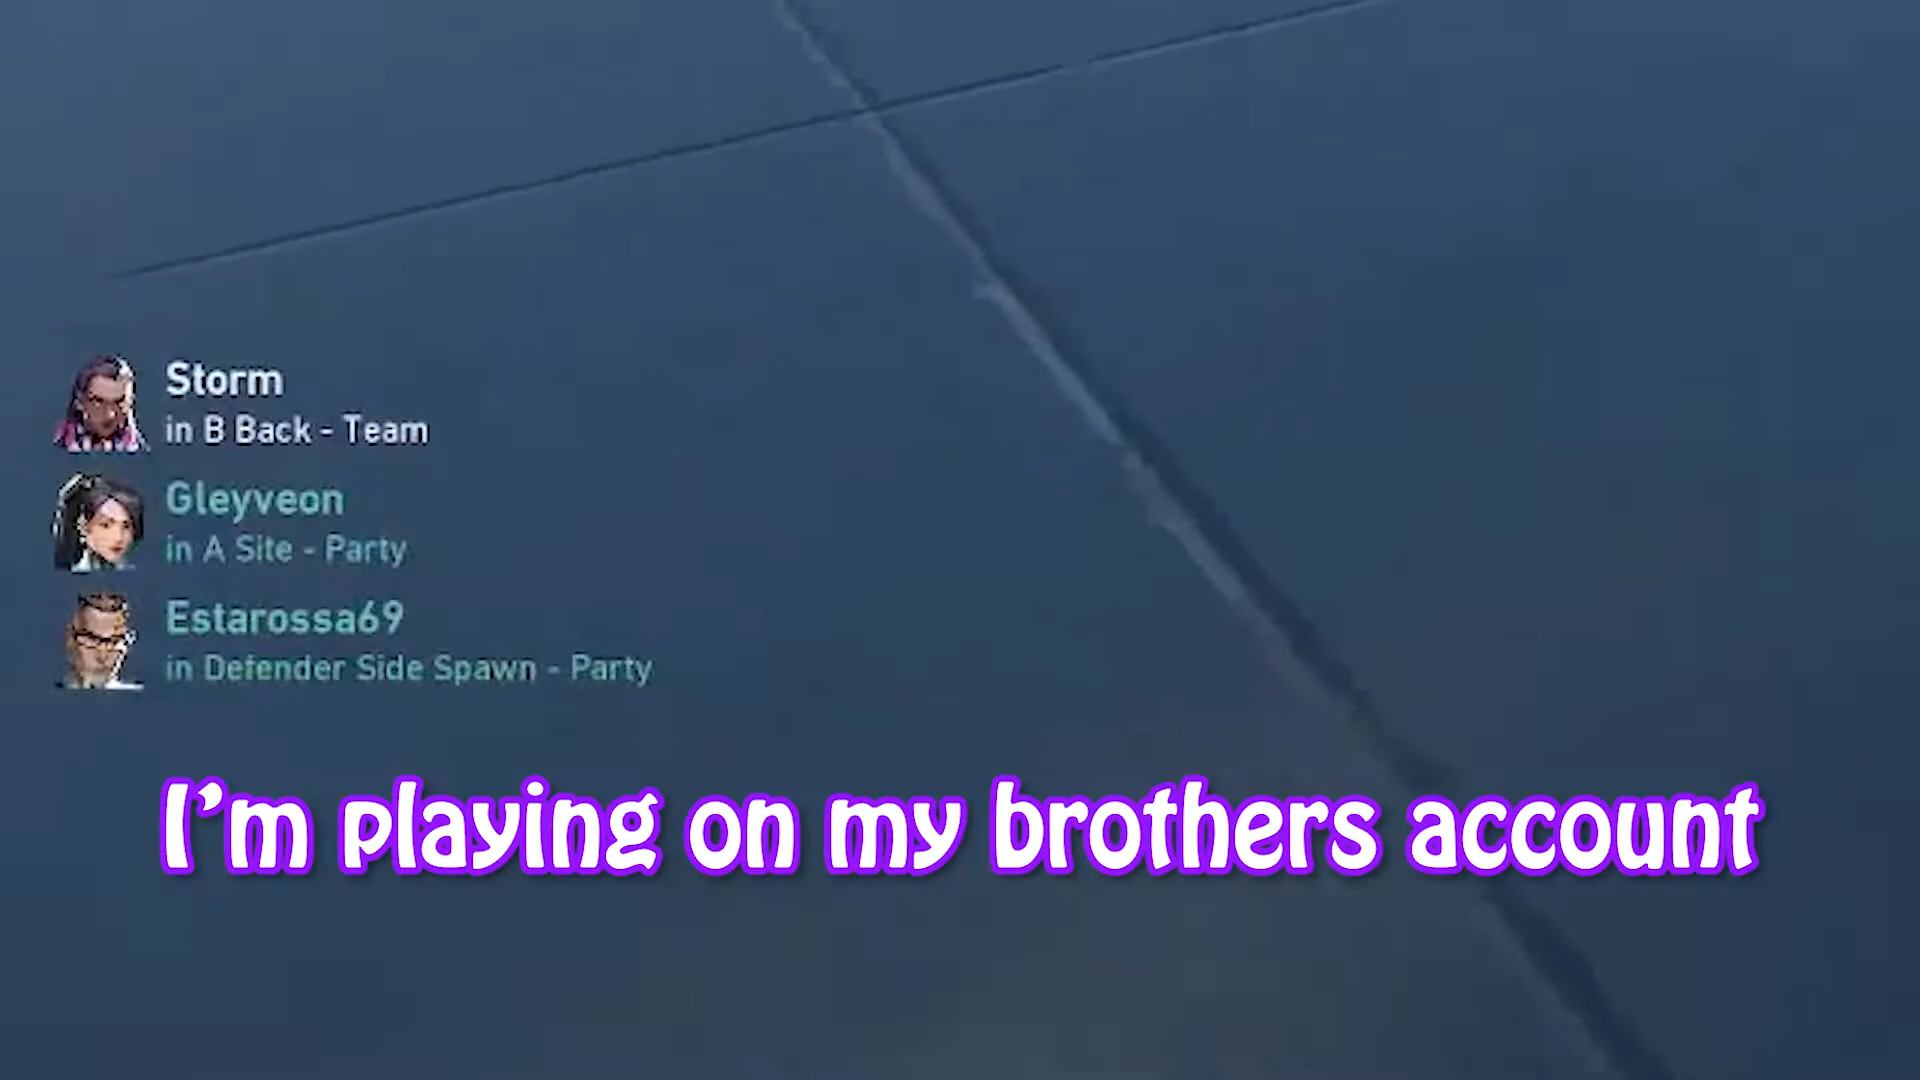 Storm
in B Back - Team
Gleyveon
in A Site - Party
Estarossa69
in Defender Side Spawn - Party
I'm playing on my brothers account